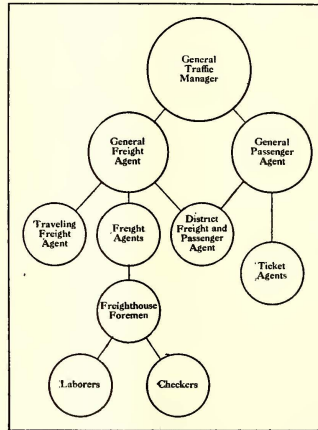 General
Traffic
Manager
General
Freight
Agent
General
Passenger
Agent
Traveling
Freight
Agent
Freight
Agents
District
Freight and
Passenger
Agent
Ticket
Agents
Freighthouse
Foremen
Laborers
Checkers